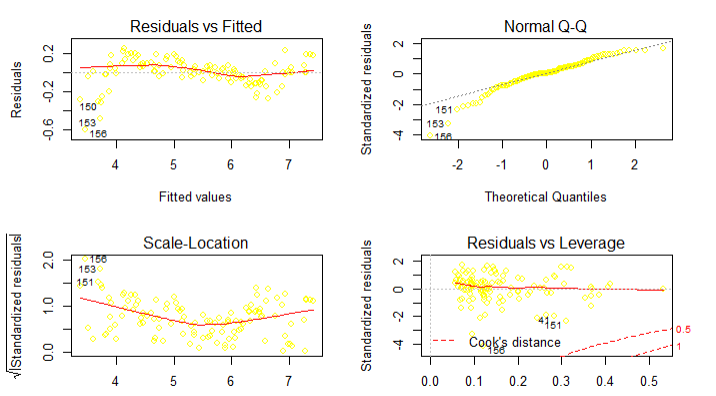 Residuals vs Fitted
Residuals
0.2
-0.2
-0.6
150
153
156
4 5 6 7
Fitted values
Normal Q-Q
Standardized residuals
2
0
-2
-4
151
153
156
-2 -1 0 1 2
Theoretical Quantiles
Scale-Location
√|Standardized residuals|
2.0
1.0
0.0
156
153
151
4 5 6 7
Residuals vs Leverage
Standardized residuals
2
0
-2
-4
41
151
156
Cook's distance
0.5
1
0.0 0.1 0.2 0.3 0.4 0.5